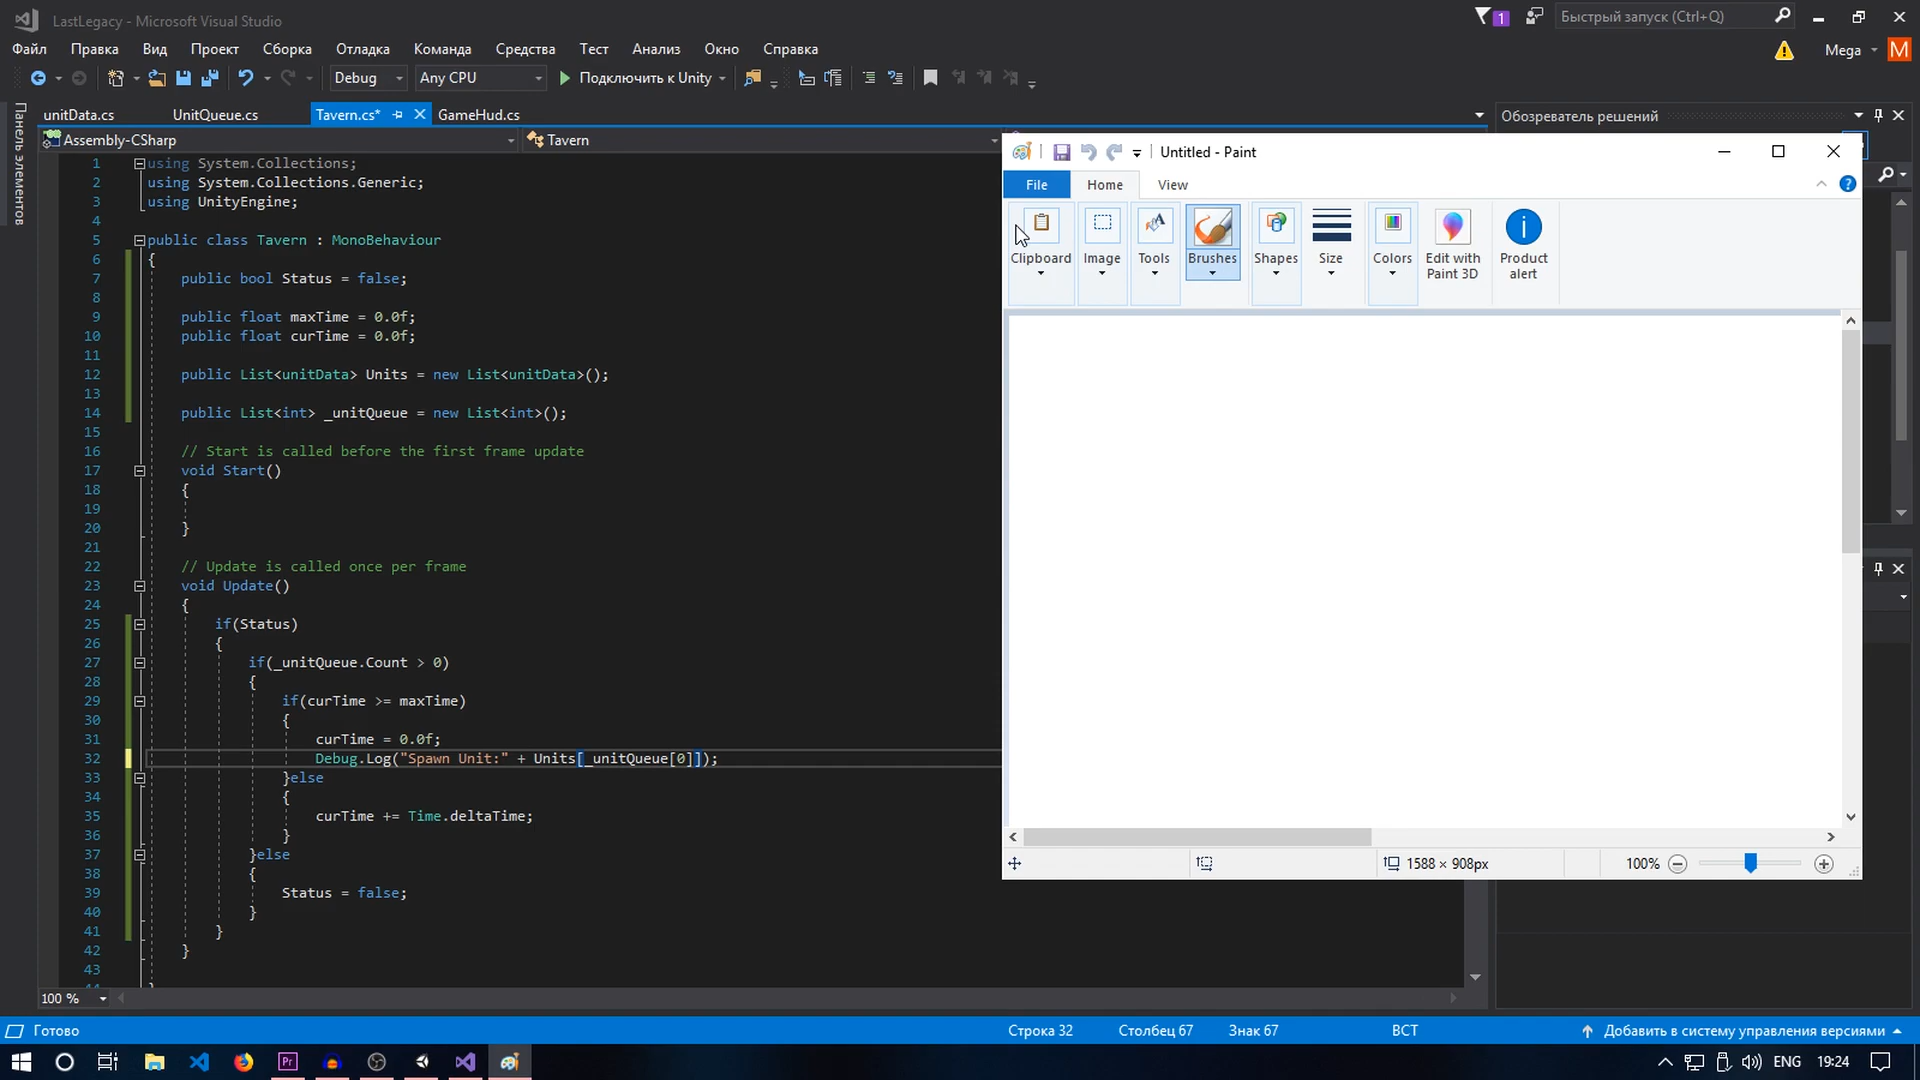 LastLegacy - Microsoft Visual Studio
1
Быстрый запуск (Ctrl+Q)
Файл Правка Вид Проект Сборка Отладка Команда Средства Тест Анализ Окно Справка
Mega M
Debug Any CPU Подключить к Unity
unitData.cs UnitQueue.cs Tavern.cs* GameHud.cs
Обозреватель решений
Панель элементов
Assembly-CSharp Tavern
1 using System.Collections;
2 using System.Collections.Generic;
3 using UnityEngine;
4
5 public class Tavern : MonoBehaviour
6 {
7 public bool Status = false;
8
9 public float maxTime = 0.0f;
10 public float curTime = 0.0f;
11
12 public List<unitData> Units = new List<unitData>();
13
14 public List<int> _unitQueue = new List<int>();
15
16 // Start is called before the first frame update
17 void Start()
18 {
19
20 }
21
22 // Update is called once per frame
23 void Update()
24 {
25 if(Status)
26 {
27 if(_unitQueue.Count > 0)
28 {
29 if(curTime >= maxTime)
30 {
31 curTime = 0.0f;
32 Debug.Log("Spawn Unit:" + Units[_unitQueue[0]]);
33 }else
34 {
35 curTime += Time.deltaTime;
36 }
37 }else
38 {
39 Status = false;
40 }
41 }
42 }
43
100 %
Untitled - Paint
File Home View
Clipboard Image Tools Brushes Shapes Size Colors Edit with Paint 3D Product alert
1588 × 908px
100%
Готово
Строка 32 Столбец 67 Знак 67 ВСТ
Добавить в систему управления версиями
Pr
ENG 19:24